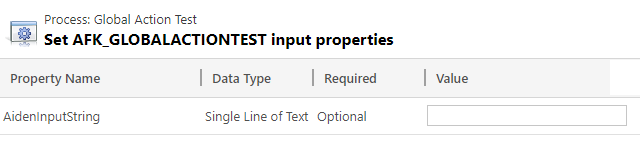 Process: Global Action Test
Set AFK_GLOBALACTIONTEST input properties
Property Name Data Type Required Value
AidenInputString Single Line of Text Optional